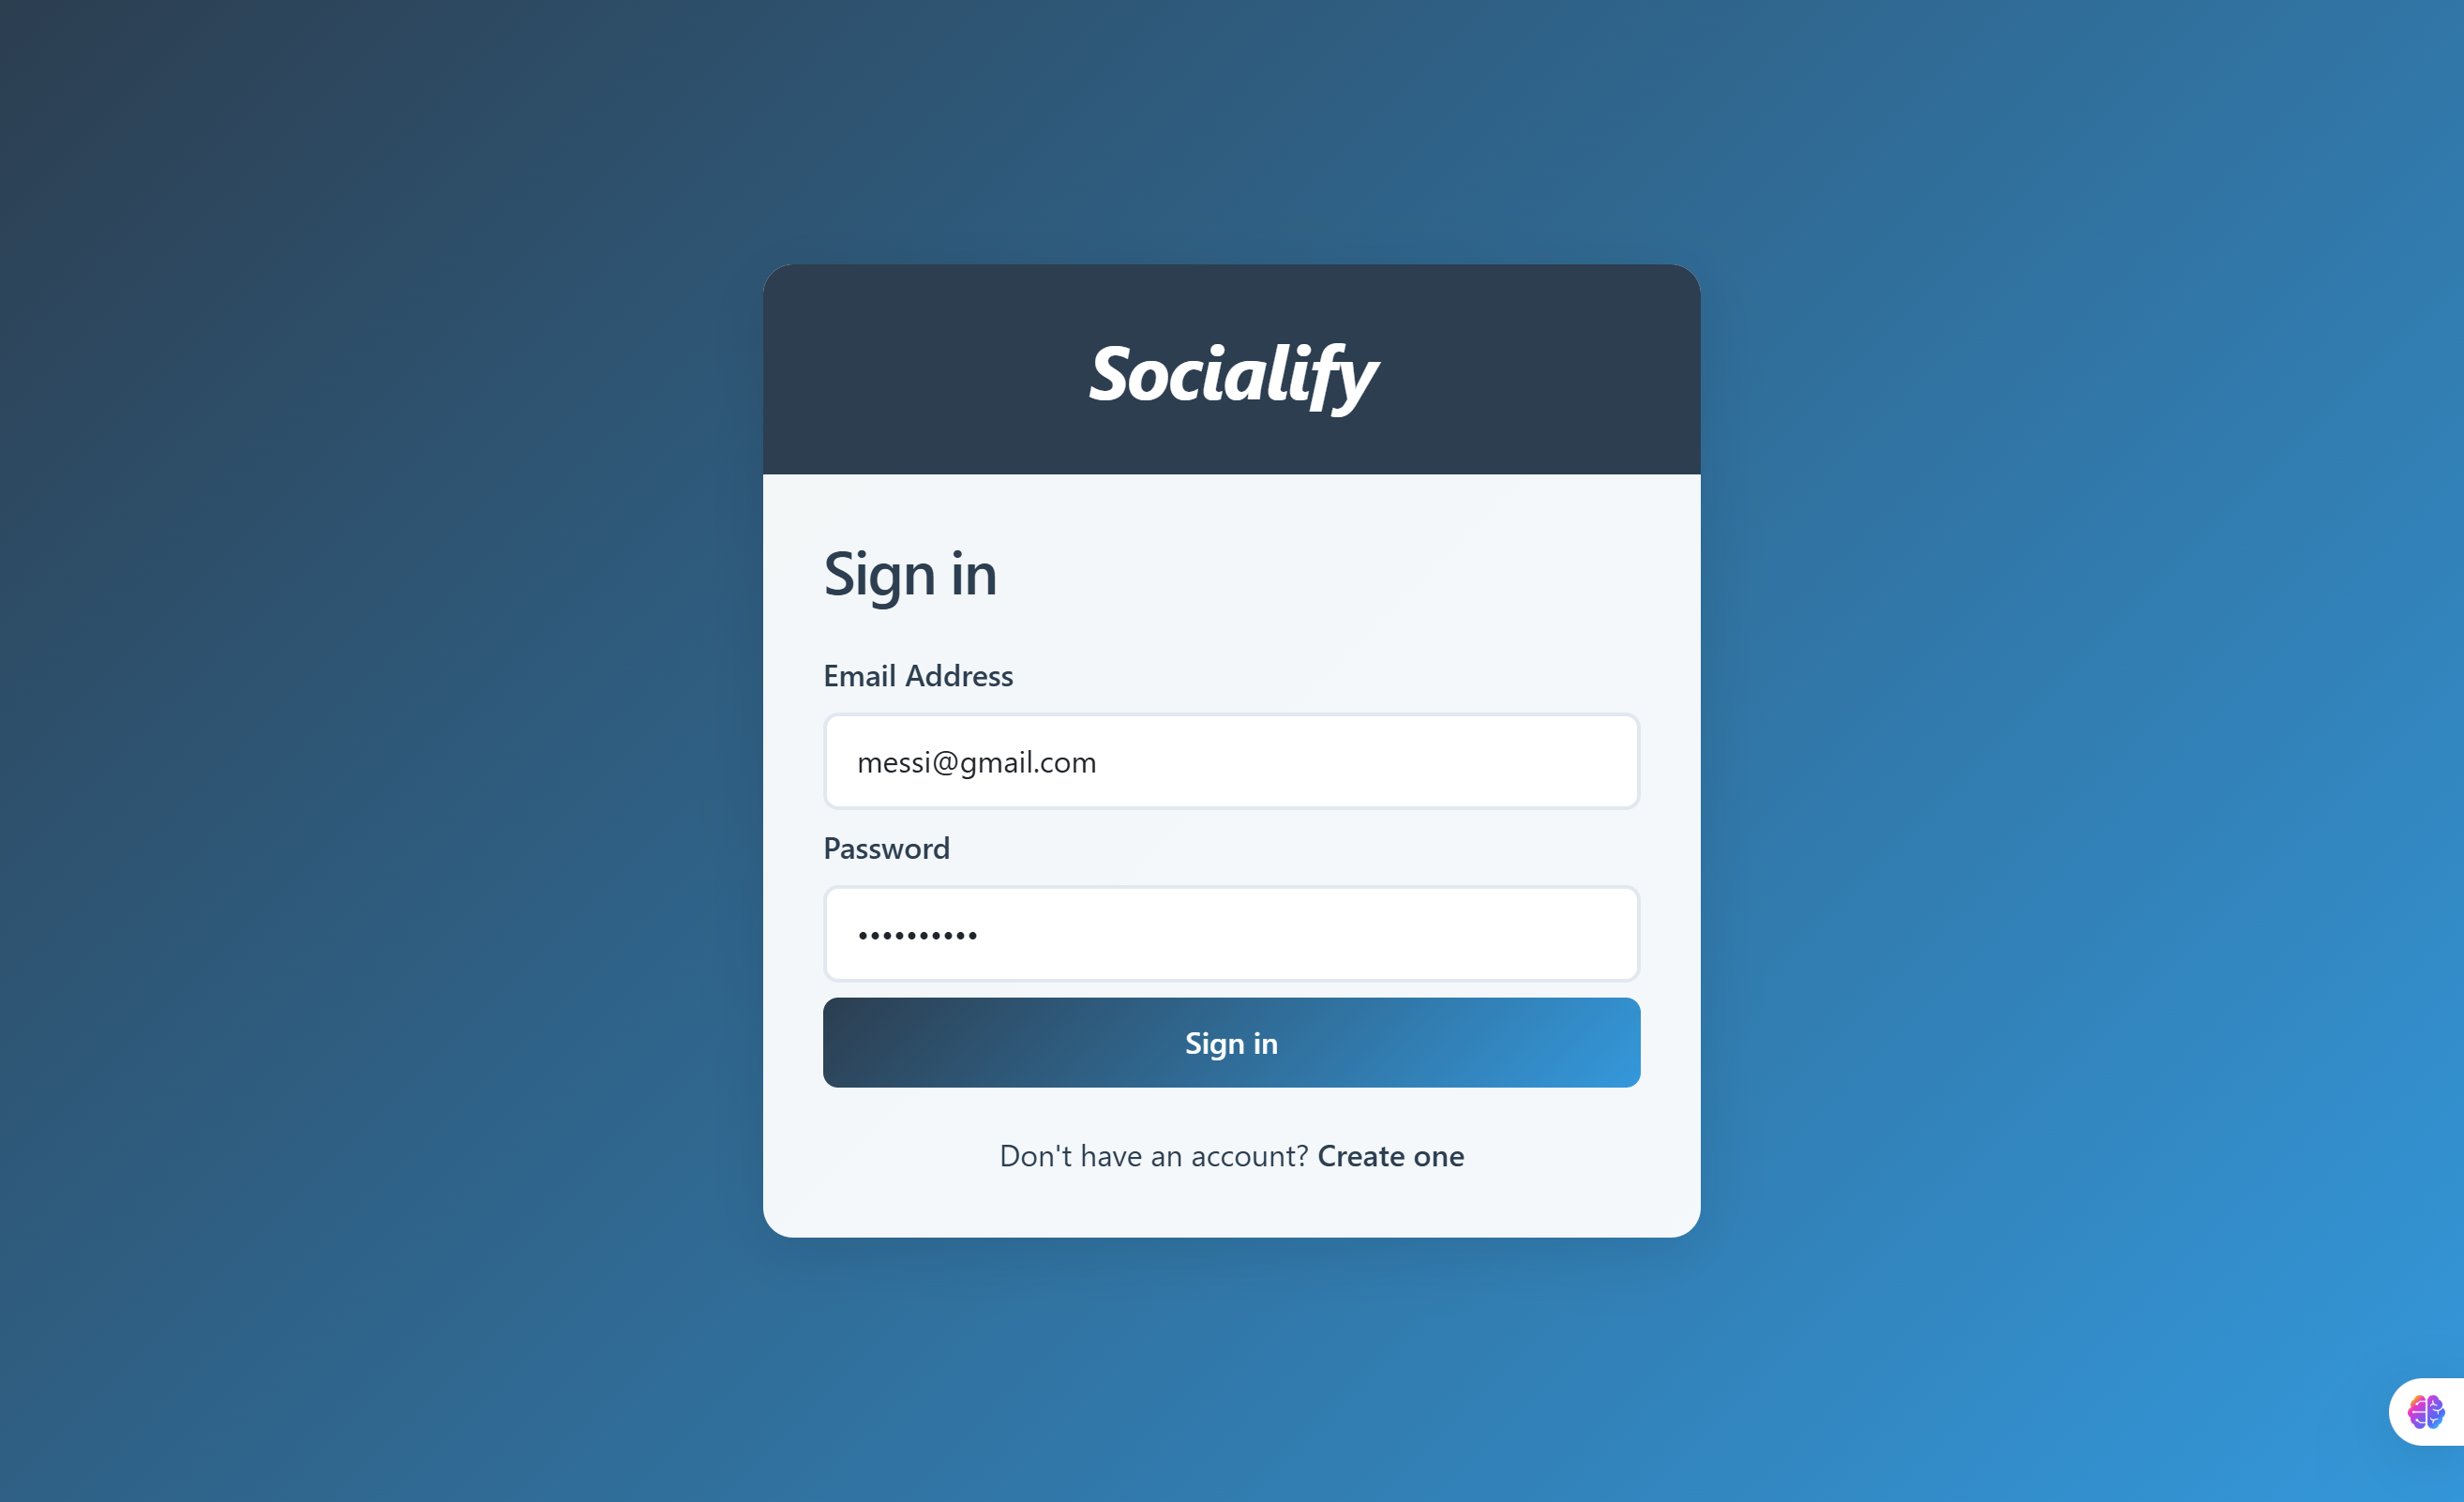 Socialify
Sign in
Email Address
messi@gmail.com
Password
••••••••••
Sign in
Don't have an account? Create one